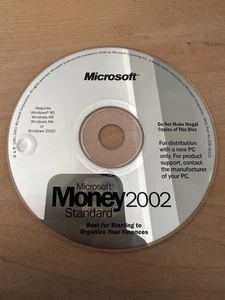 Microsoft®
Requires
Windows® 95
Windows 98
Windows Me
or
Windows 2000
Do Not Make Illegal
Copies of This Disc
For distribution
with a new PC
only. For product
support, contact
the manufacturer
of your PC.
Microsoft®
Money2002
Standard
Best for Starting to
Organize Your Finances